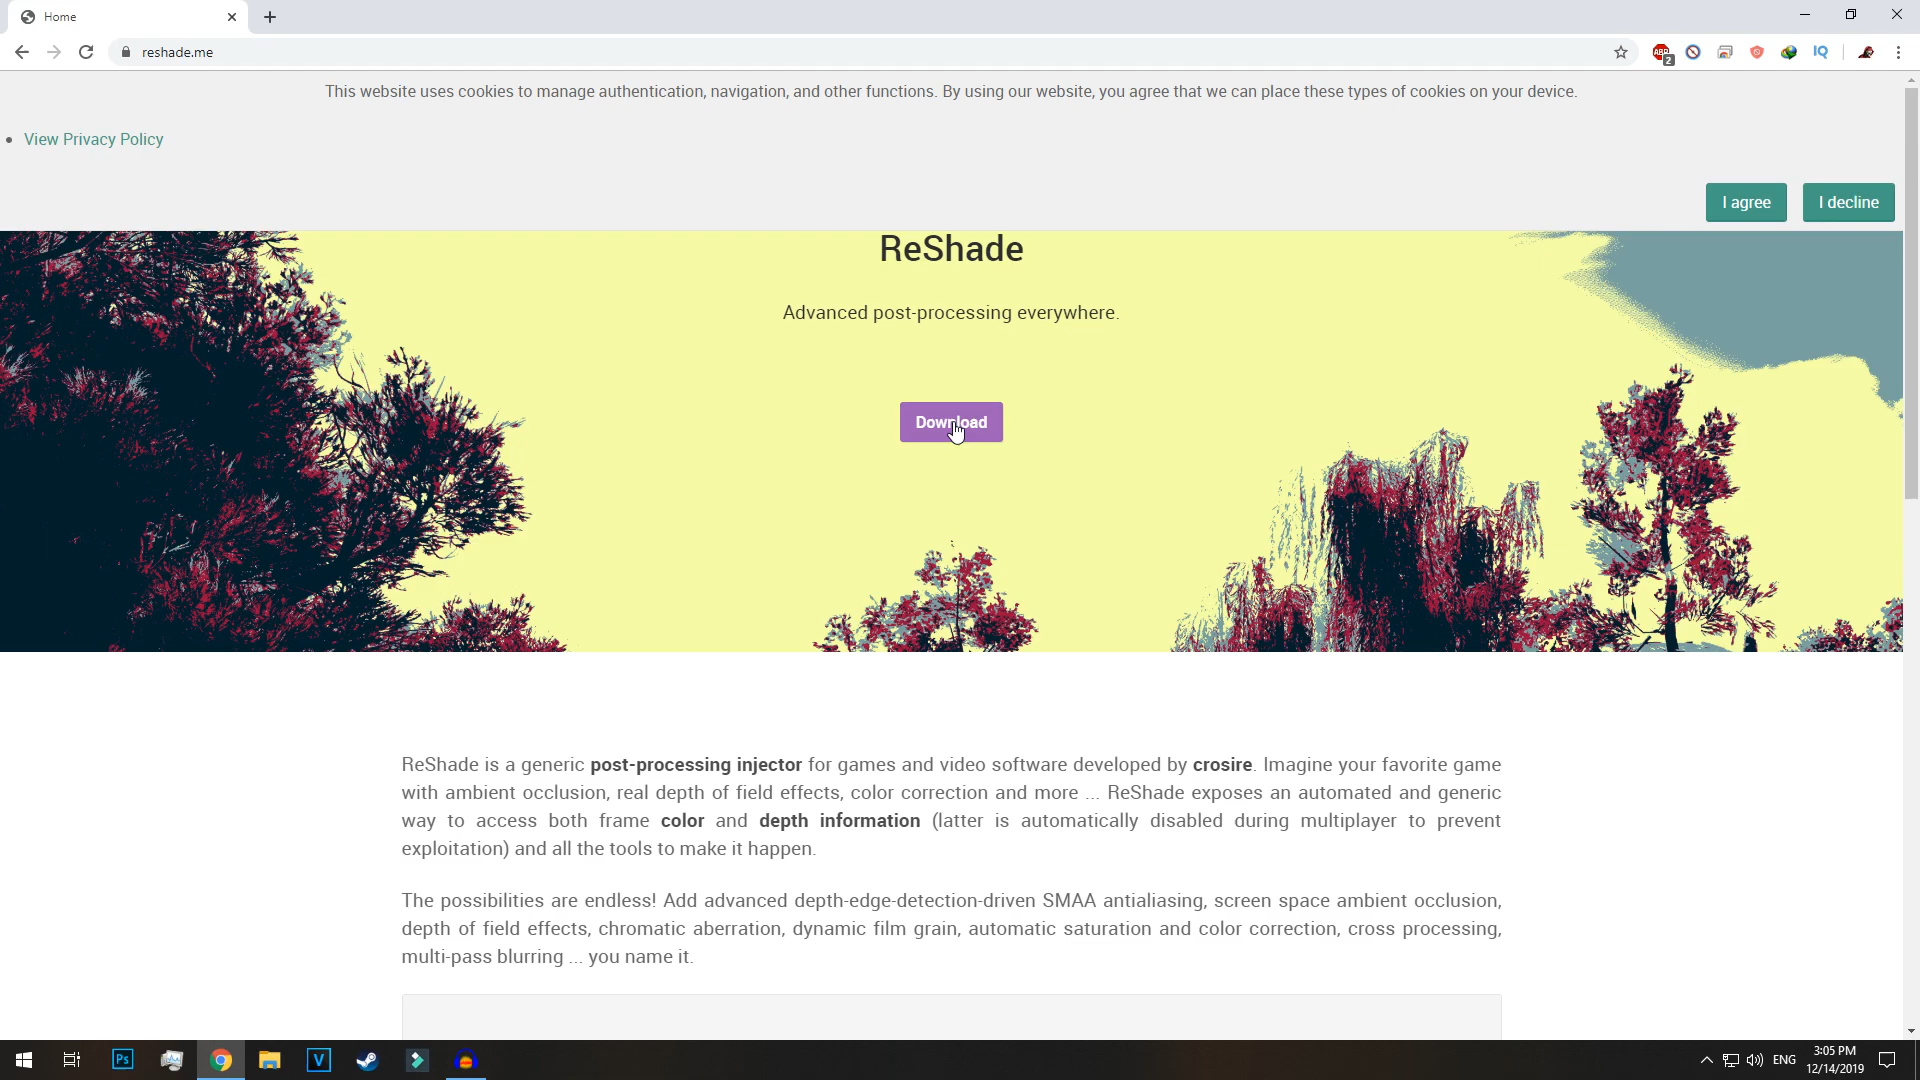 Home
reshade.me
ABP
2
IQ
This website uses cookies to manage authentication, navigation, and other functions. By using our website, you agree that we can place these types of cookies on your device.
View Privacy Policy
I agree
I decline
ReShade
Advanced post-processing everywhere.
Download
ReShade is a generic post-processing injector for games and video software developed by crosire. Imagine your favorite game
with ambient occlusion, real depth of field effects, color correction and more ... ReShade exposes an automated and generic
way to access both frame color and depth information (latter is automatically disabled during multiplayer to prevent
exploitation) and all the tools to make it happen.
The possibilities are endless! Add advanced depth-edge-detection-driven SMAA antialiasing, screen space ambient occlusion,
depth of field effects, chromatic aberration, dynamic film grain, automatic saturation and color correction, cross processing,
multi-pass blurring ... you name it.
Ps
V
ENG
3:05 PM
12/14/2019